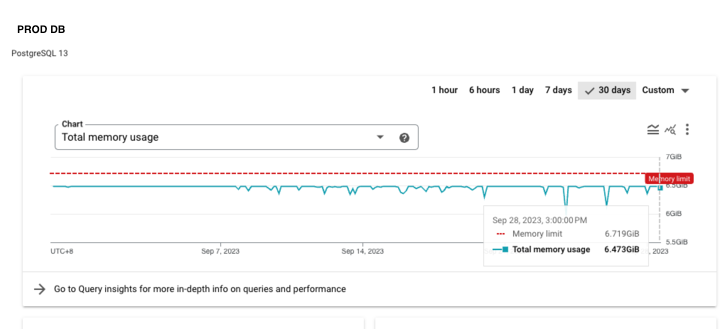 PROD DB
PostgreSQL 13
1 hour 6 hours 1 day 7 days 30 days Custom
Chart
Total memory usage
7GiB
Memory limit
6.5GiB
6GiB
5.5GiB
UTC+8 Sep 7, 2023 Sep 14, 2023 , 2023
Sep 28, 2023, 3:00:00 PM
Memory limit 6.719GiB
Total memory usage 6.473GiB
Go to Query insights for more in-depth info on queries and performance